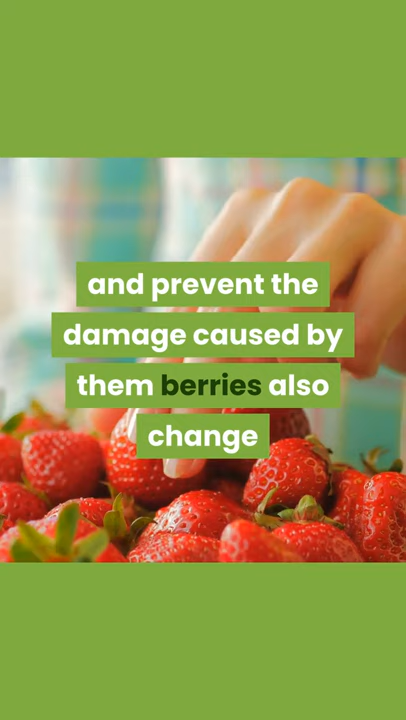 and prevent the
damage caused by
them berries also
change